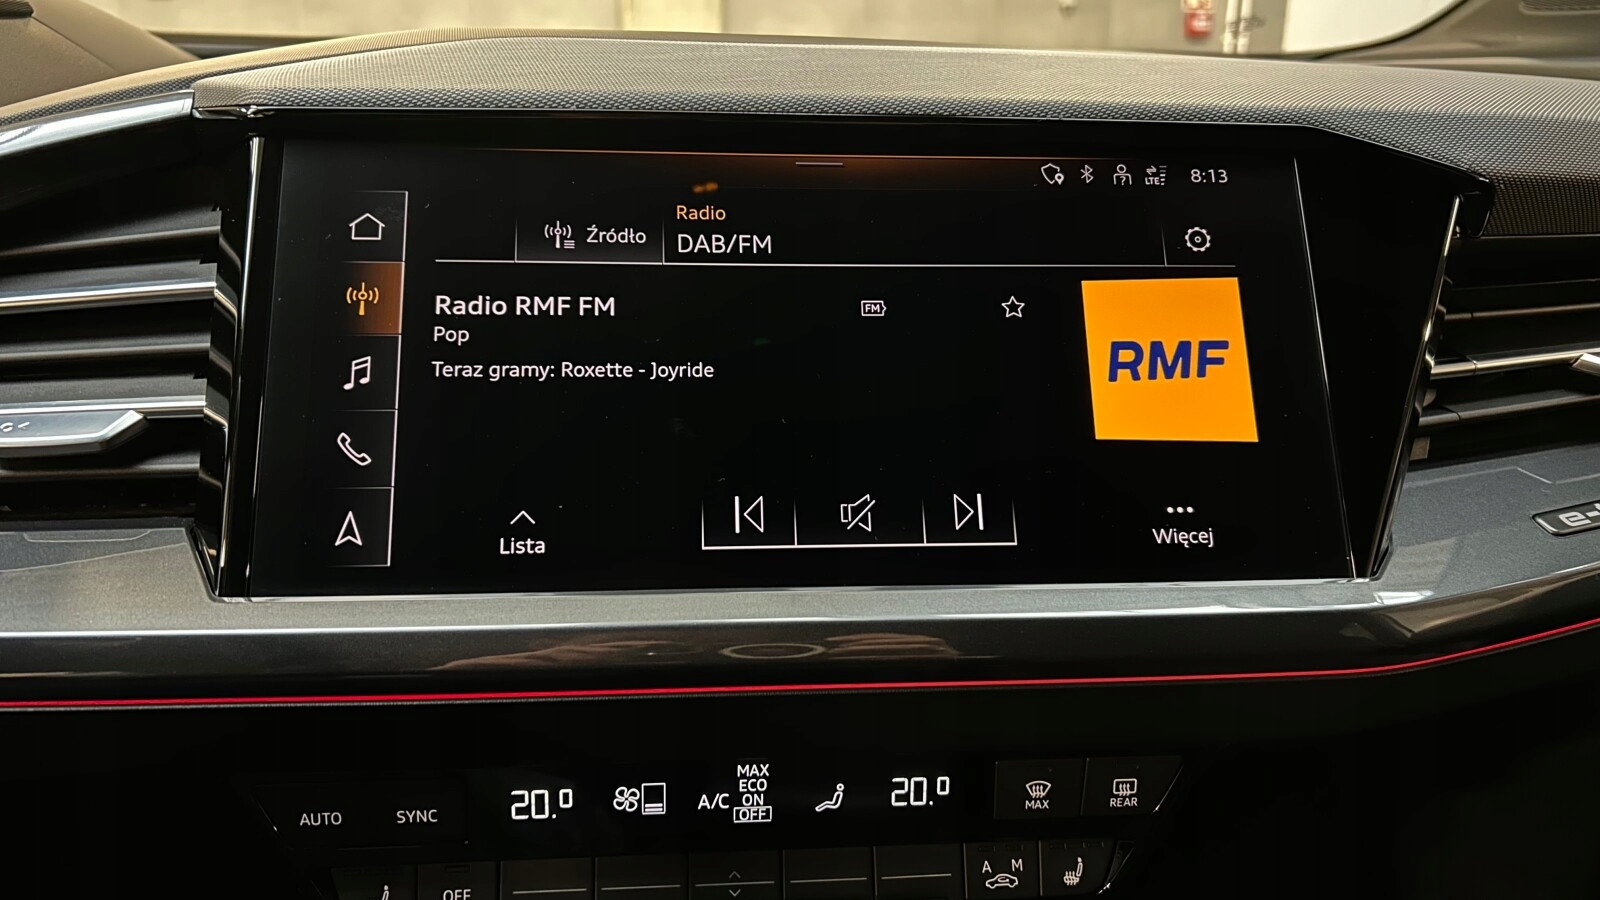 LTE
8:13
Źródło
Radio
DAB/FM
Radio RMF FM
FM
Pop
Teraz gramy: Roxette - Joyride
RMF
Lista
Więcej
e-
AUTO
SYNC
20.0
A/C
MAX
ECO
ON
OFF
20.0
MAX
REAR
OFF
A M